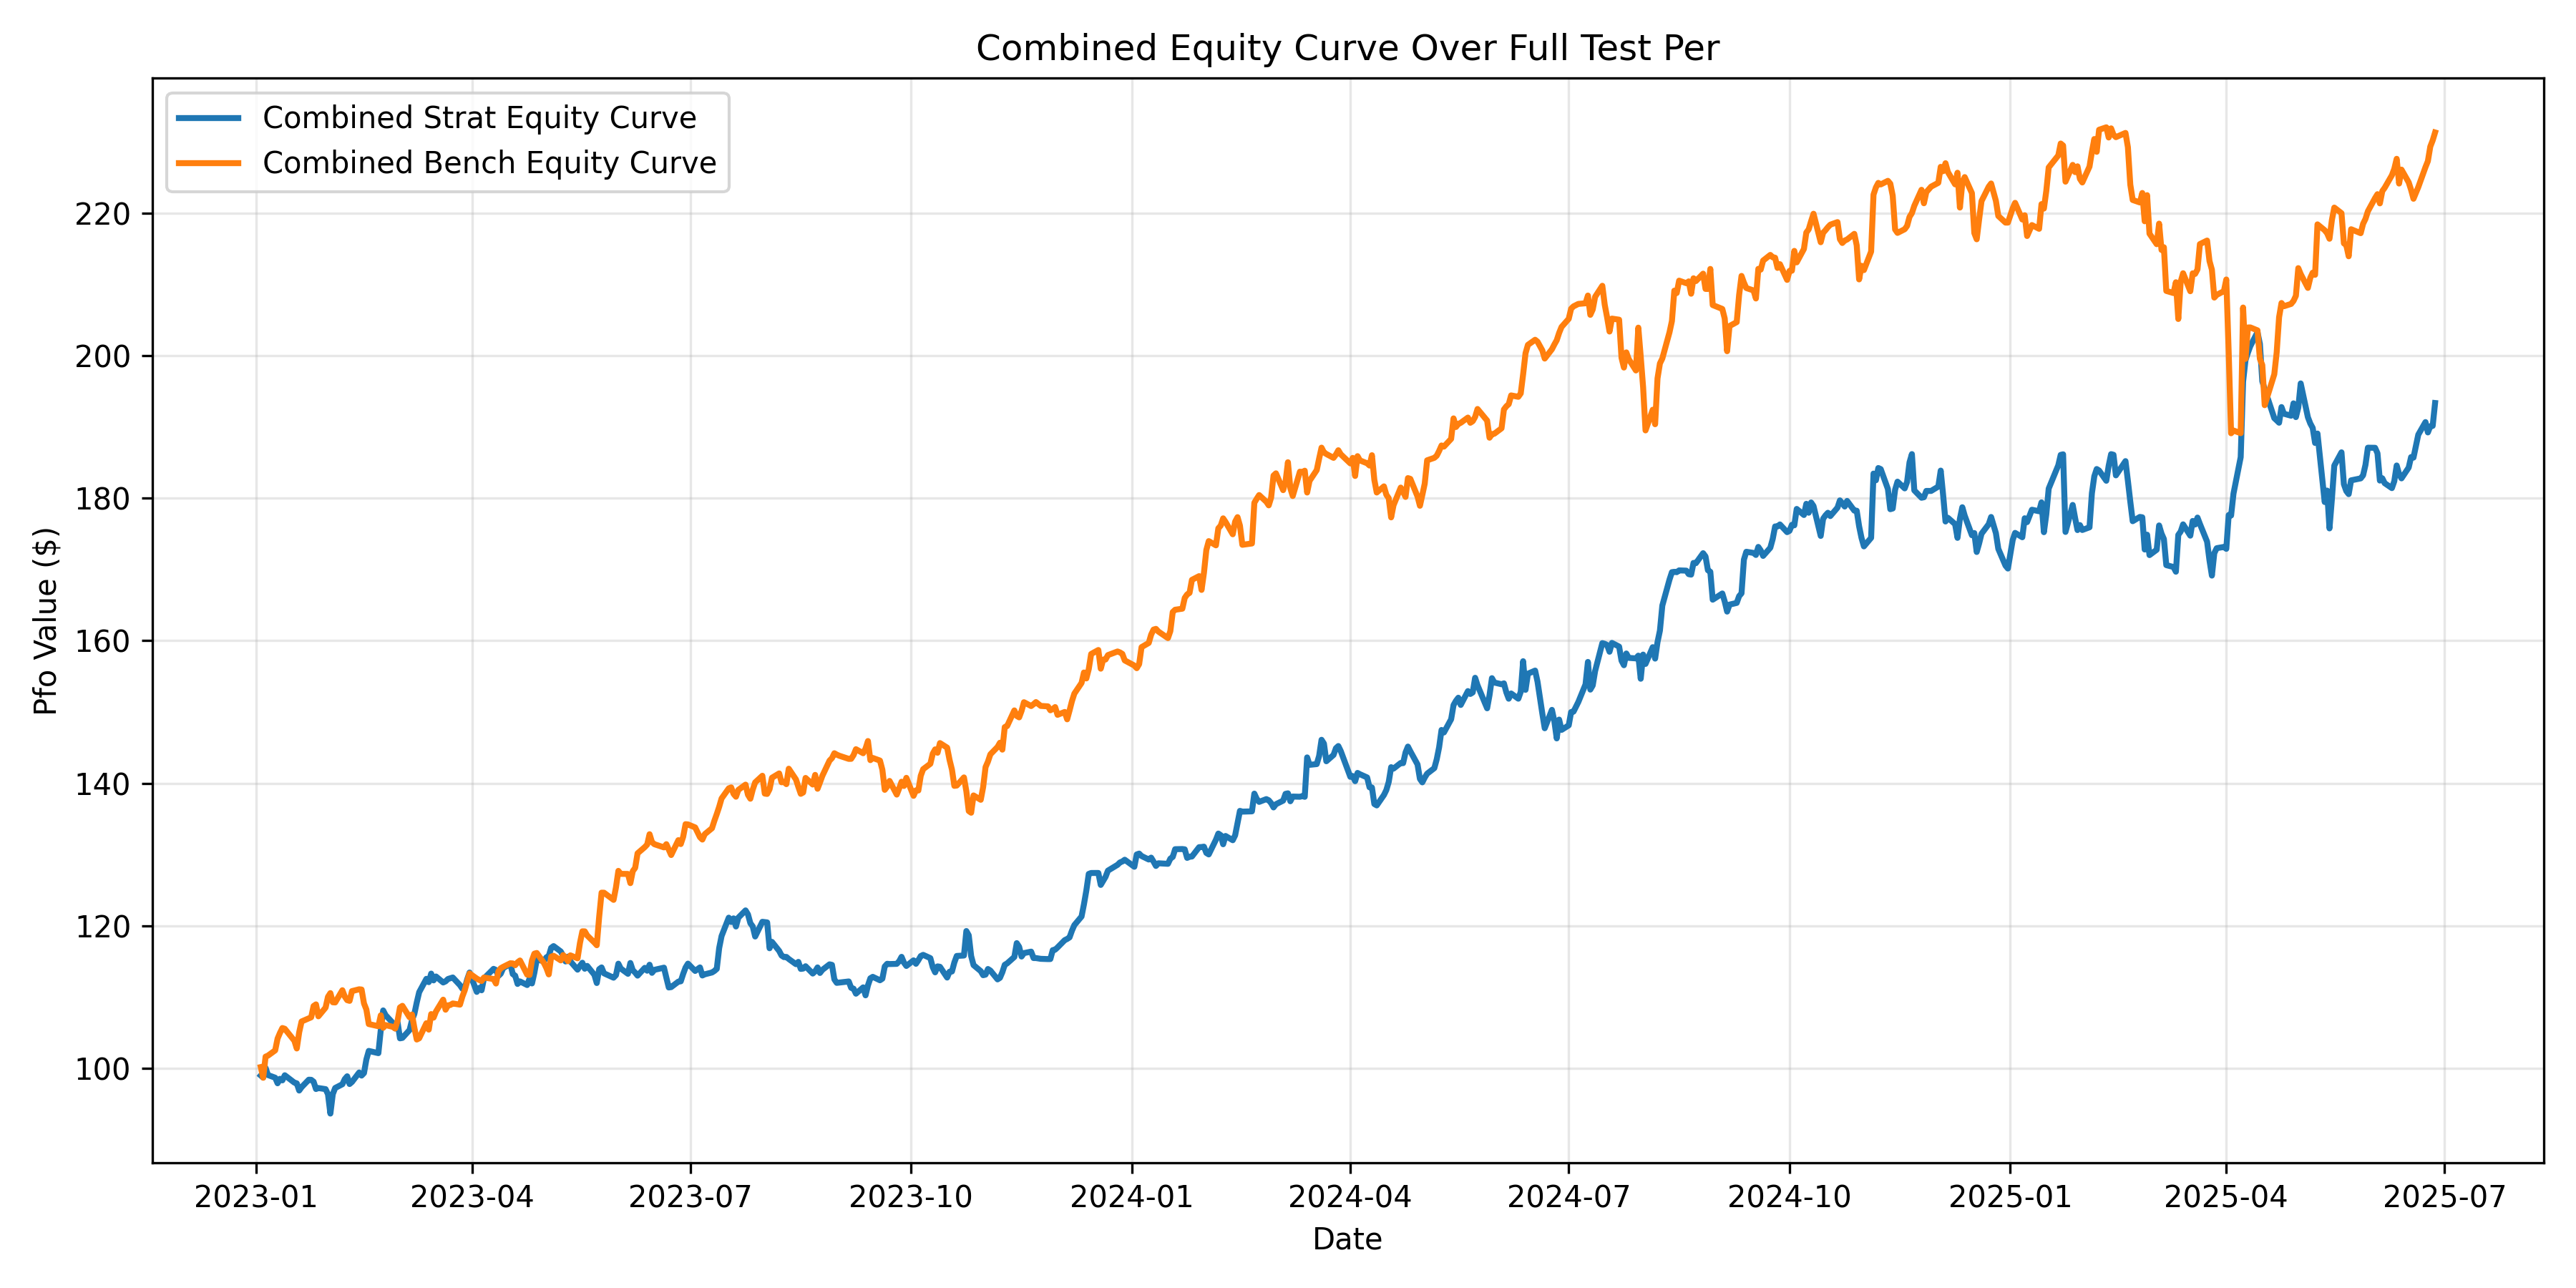 Combined Equity Curve Over Full Test Per
Combined Strat Equity Curve
Combined Bench Equity Curve
Pfo Value ($)
220
200
180
160
140
120
100
2023-01 2023-04 2023-07 2023-10 2024-01 2024-04 2024-07 2024-10 2025-01 2025-04 2025-07
Date